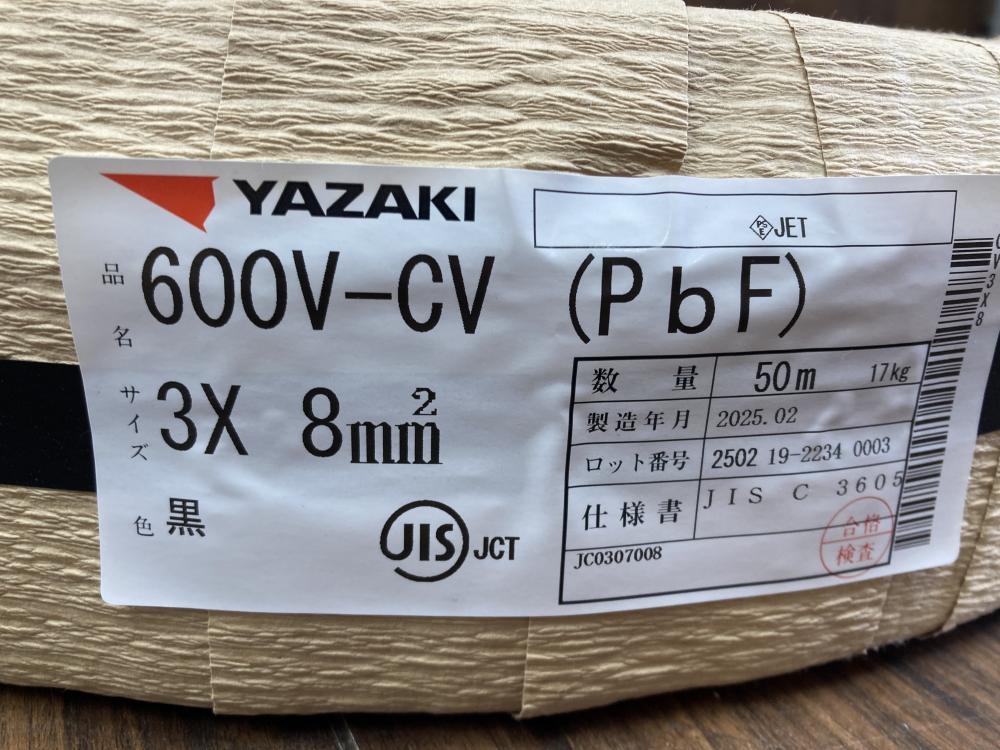 YAZAKI
PSE JET
品名 600V-CV (PbF)
サイズ 3X 8mm²
色 黒
JIS JCT
数量 50m 17kg
製造年月 2025.02
ロット番号 2502 19-2234 0003
仕様書 JIS C 3605
JC0307008
合格
検査
CV3X8